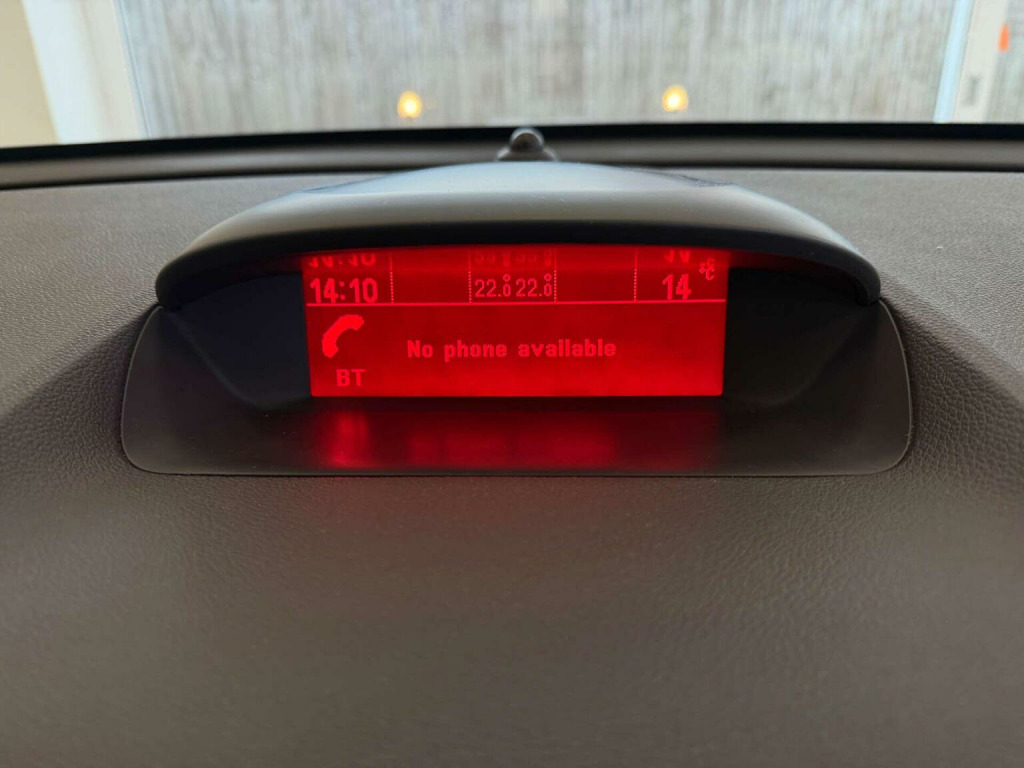 14:10 22.0 22.0 14 °C
No phone available
BT